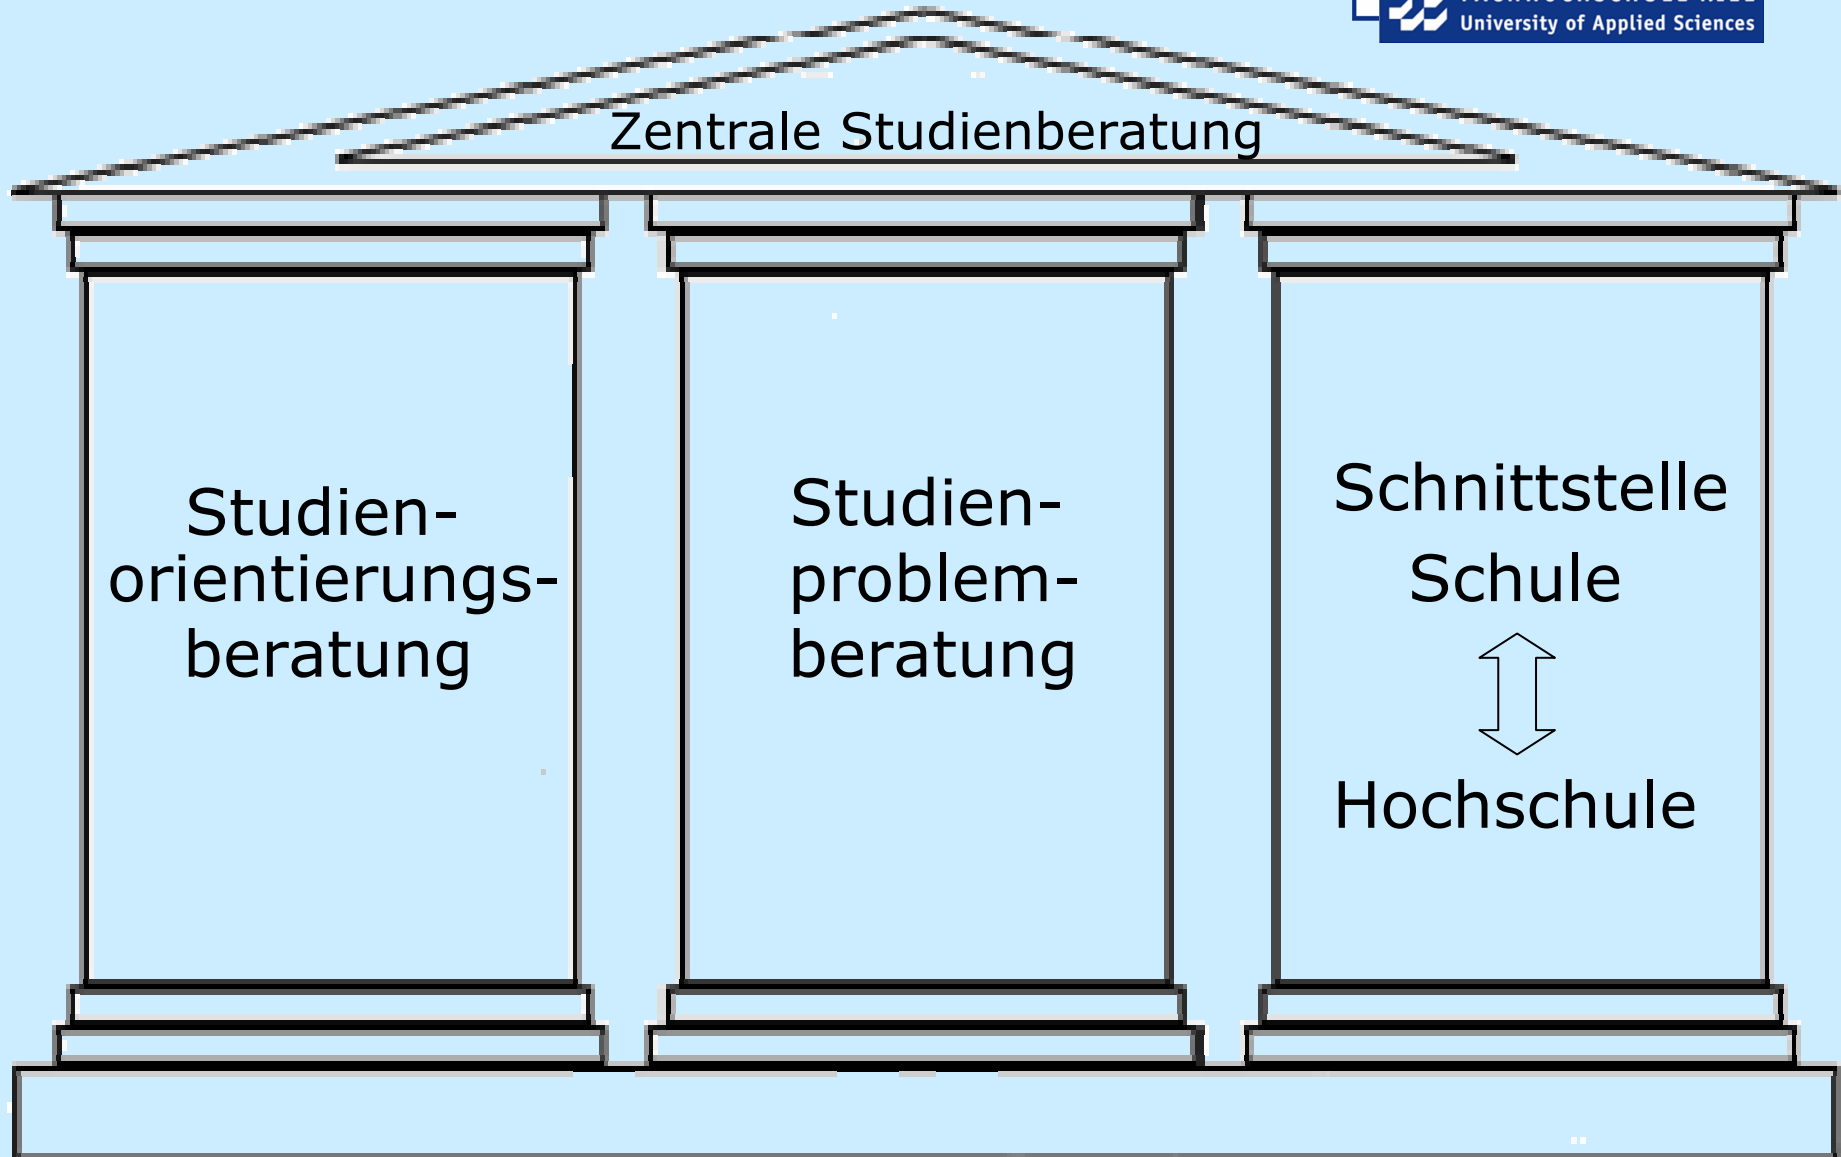 University of Applied Sciences
Zentrale Studienberatung
Studien-
orientierungs-
beratung
Studien-
problem-
beratung
Schnittstelle
Schule
Hochschule